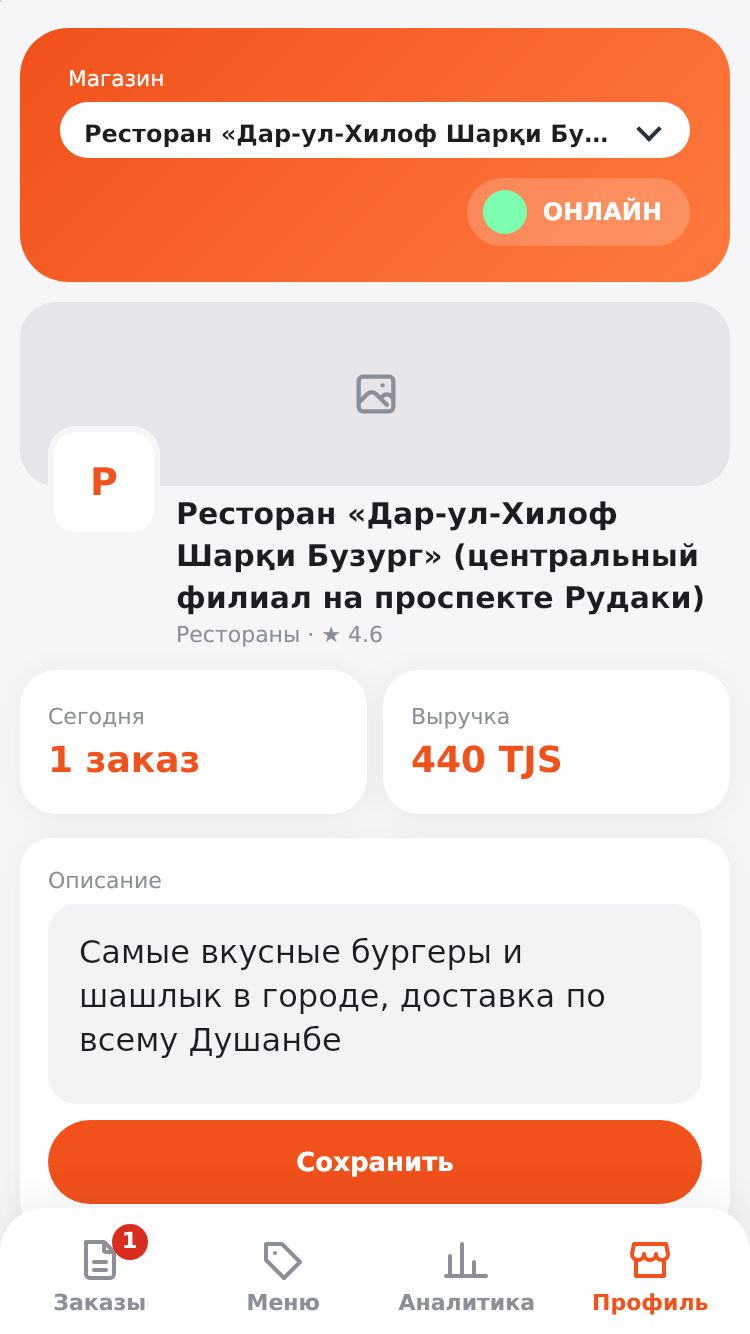 Магазин
Ресторан «Дар-ул-Хилоф Шарқи Бу...
ОНЛАЙН
Р
Ресторан «Дар-ул-Хилоф
Шарқи Бузург» (центральный
филиал на проспекте Рудаки)
Рестораны · ★ 4.6
Сегодня
1 заказ
Выручка
440 TJS
Описание
Самые вкусные бургеры и
шашлык в городе, доставка по
всему Душанбе
Сохранить
1
Заказы
Меню
Аналитика
Профиль